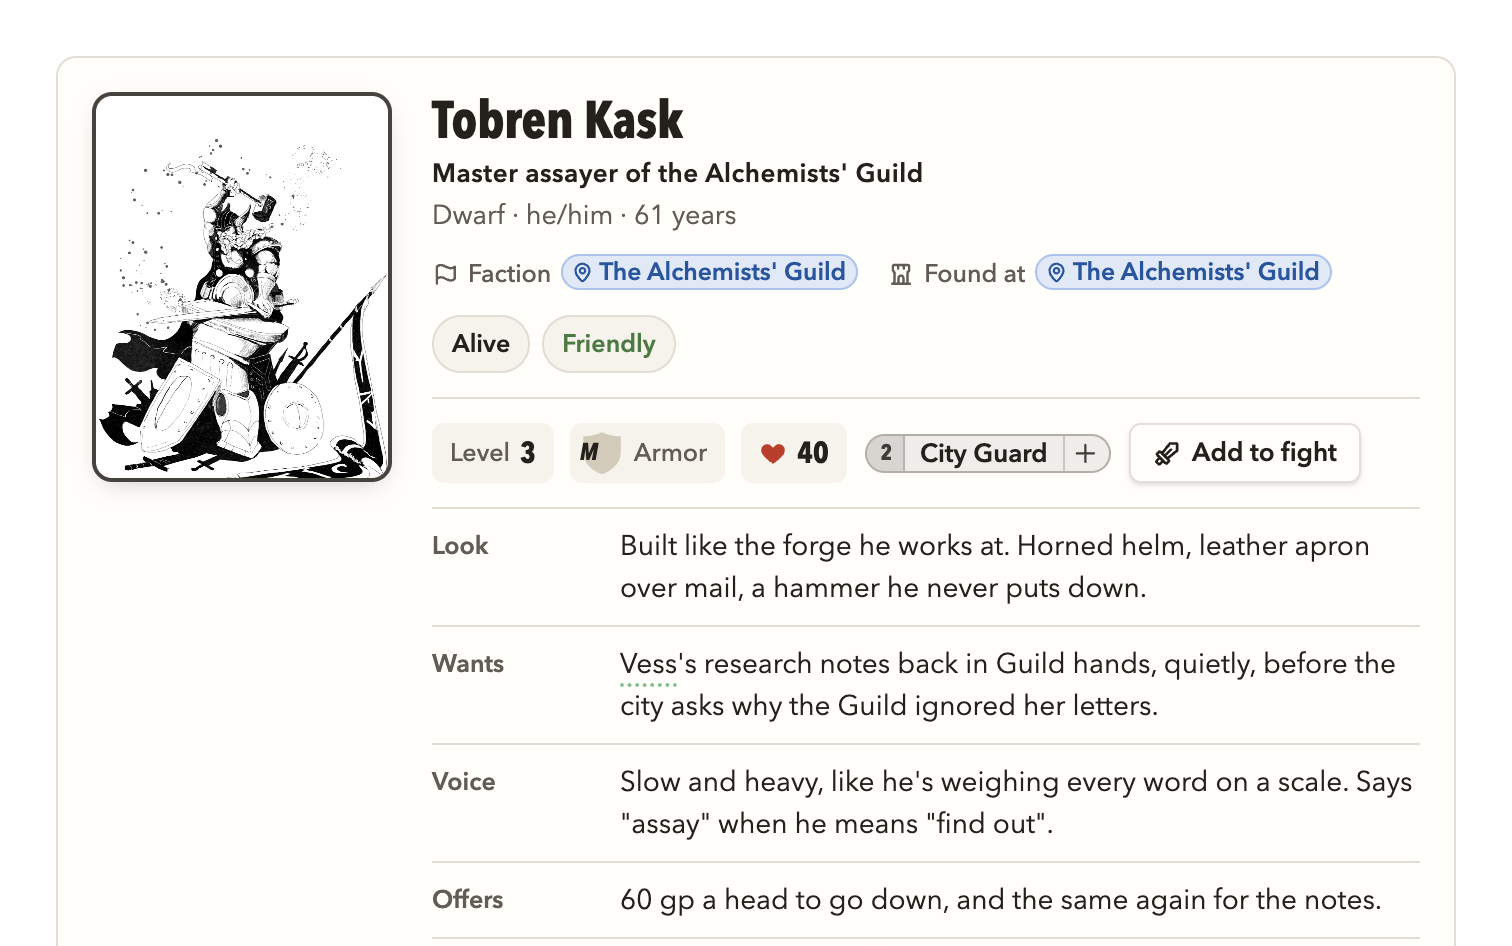 Tobren Kask
Master assayer of the Alchemists' Guild
Dwarf · he/him · 61 years
Faction The Alchemists' Guild Found at The Alchemists' Guild
Alive Friendly
Level 3 M Armor 40 2 City Guard + Add to fight
Look Built like the forge he works at. Horned helm, leather apron
over mail, a hammer he never puts down.
Wants Vess's research notes back in Guild hands, quietly, before the
city asks why the Guild ignored her letters.
Voice Slow and heavy, like he's weighing every word on a scale. Says
"assay" when he means "find out".
Offers 60 gp a head to go down, and the same again for the notes.